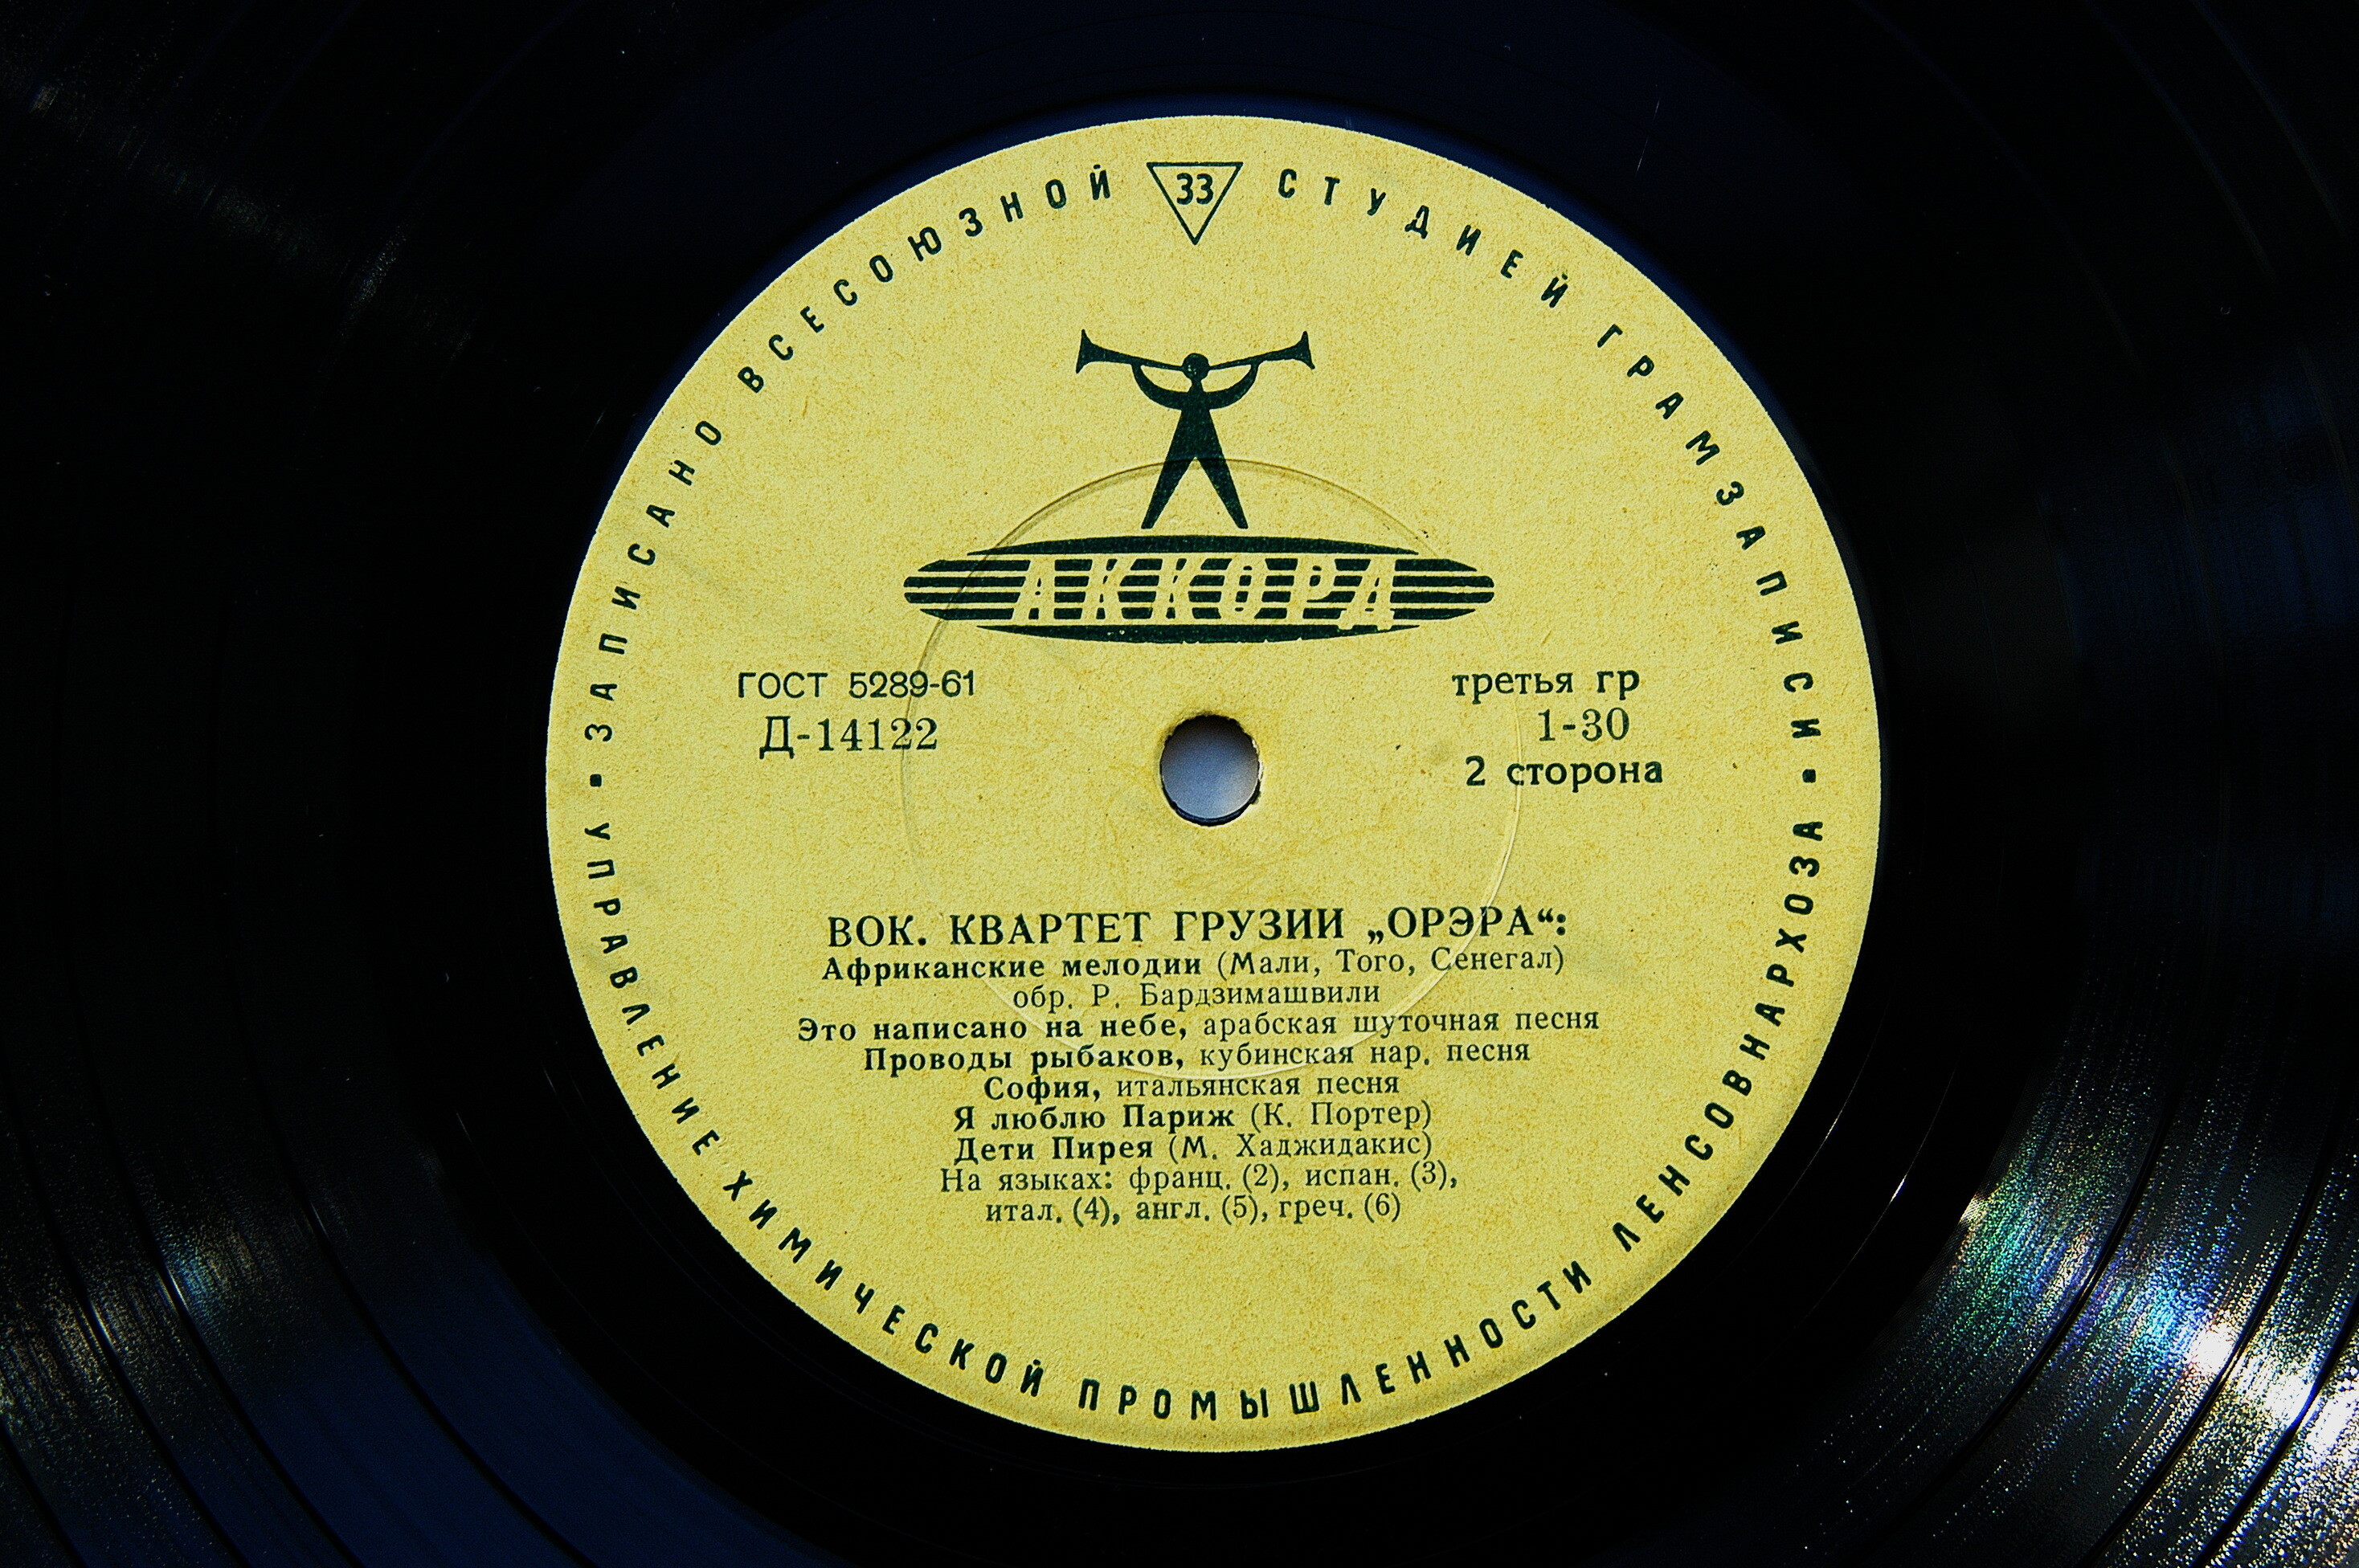 ЗАПИСАНО ВСЕСОЮЗНОЙ 33 СТУДИЕЙ ГРАМЗАПИСИ
АККОРД
ГОСТ 5289-61
Д-14122
третья гр
1-30
2 сторона
ВОК. КВАРТЕТ ГРУЗИИ „ОРЭРА“:
Африканские мелодии (Мали, Того, Сенегал)
обр. Р. Бардзимашвили
Это написано на небе, арабская шуточная песня
Проводы рыбаков, кубинская нар. песня
София, итальянская песня
Я люблю Париж (К. Портер)
Дети Пирея (М. Хаджидакис)
На языках: франц. (2), испан. (3),
итал. (4), англ. (5), греч. (6)
• УПРАВЛЕНИЕ ХИМИЧЕСКОЙ ПРОМЫШЛЕННОСТИ ЛЕНСОВНАРХОЗА •